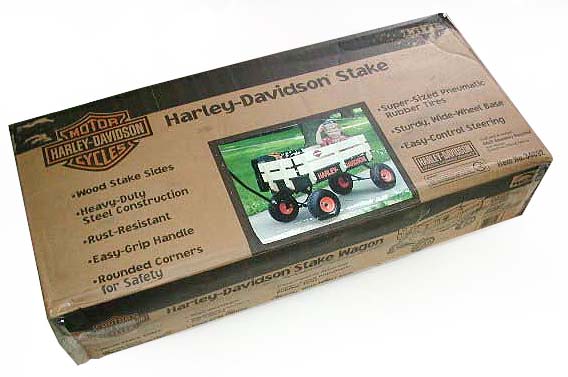 Harley-Davidson Stake
MOTOR
HARLEY-DAVIDSON
CYCLES
•Wood Stake Sides
•Heavy-Duty
Steel Construction
•Rust-Resistant
•Easy-Grip Handle
•Rounded Corners
for Safety
HARLEY-DAVIDSON
•Super-Sized Pneumatic
Rubber Tires
•Sturdy, Wide-Wheel Base
•Easy-Control Steering
HARLEY-DAVIDSON
Harley-Davidson Stake Wagon